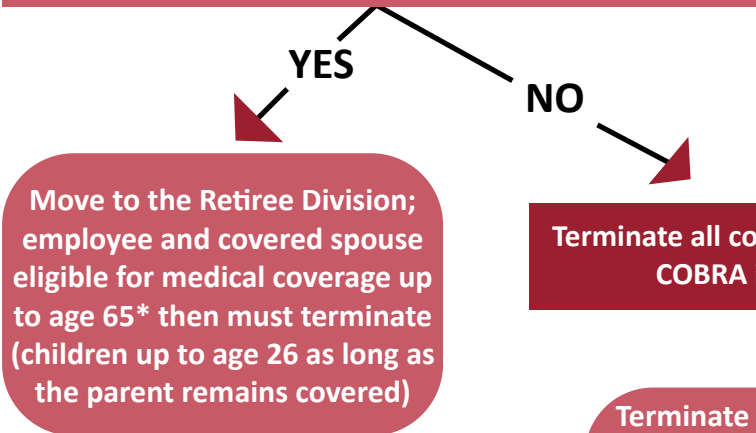 YES
NO
Move to the Retiree Division;
employee and covered spouse
eligible for medical coverage up
to age 65* then must terminate
(children up to age 26 as long as
the parent remains covered)
Terminate all co
COBRA
Terminate